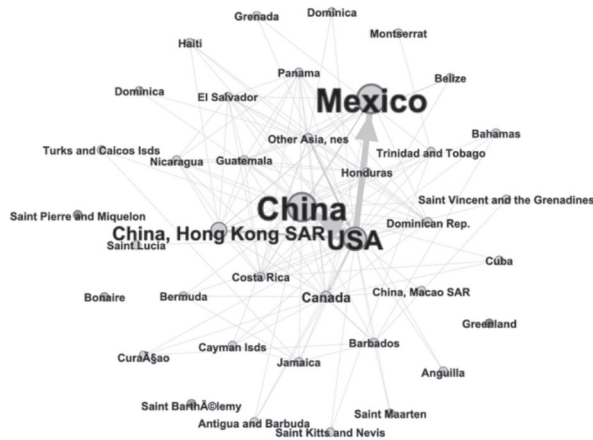 Grenada
Dominica
Montserrat
Haiti
Panama
Belize
Dominica
El Salvador
Mexico
Other Asia, nes
Bahamas
Turks and Caicos Isds
Nicaragua
Guatemala
Trinidad and Tobago
Honduras
Saint Vincent and the Grenadines
Saint Pierre and Miquelon
China
Dominican Rep.
China, Hong Kong SAR
USA
Saint Lucia
Cuba
Costa Rica
Bonaire
Bermuda
Canada
China, Macao SAR
Greenland
CuraÃ§ao
Cayman Isds
Jamaica
Barbados
Anguilla
Saint BarthÃ©lemy
Antigua and Barbuda
Saint Maarten
Saint Kitts and Nevis